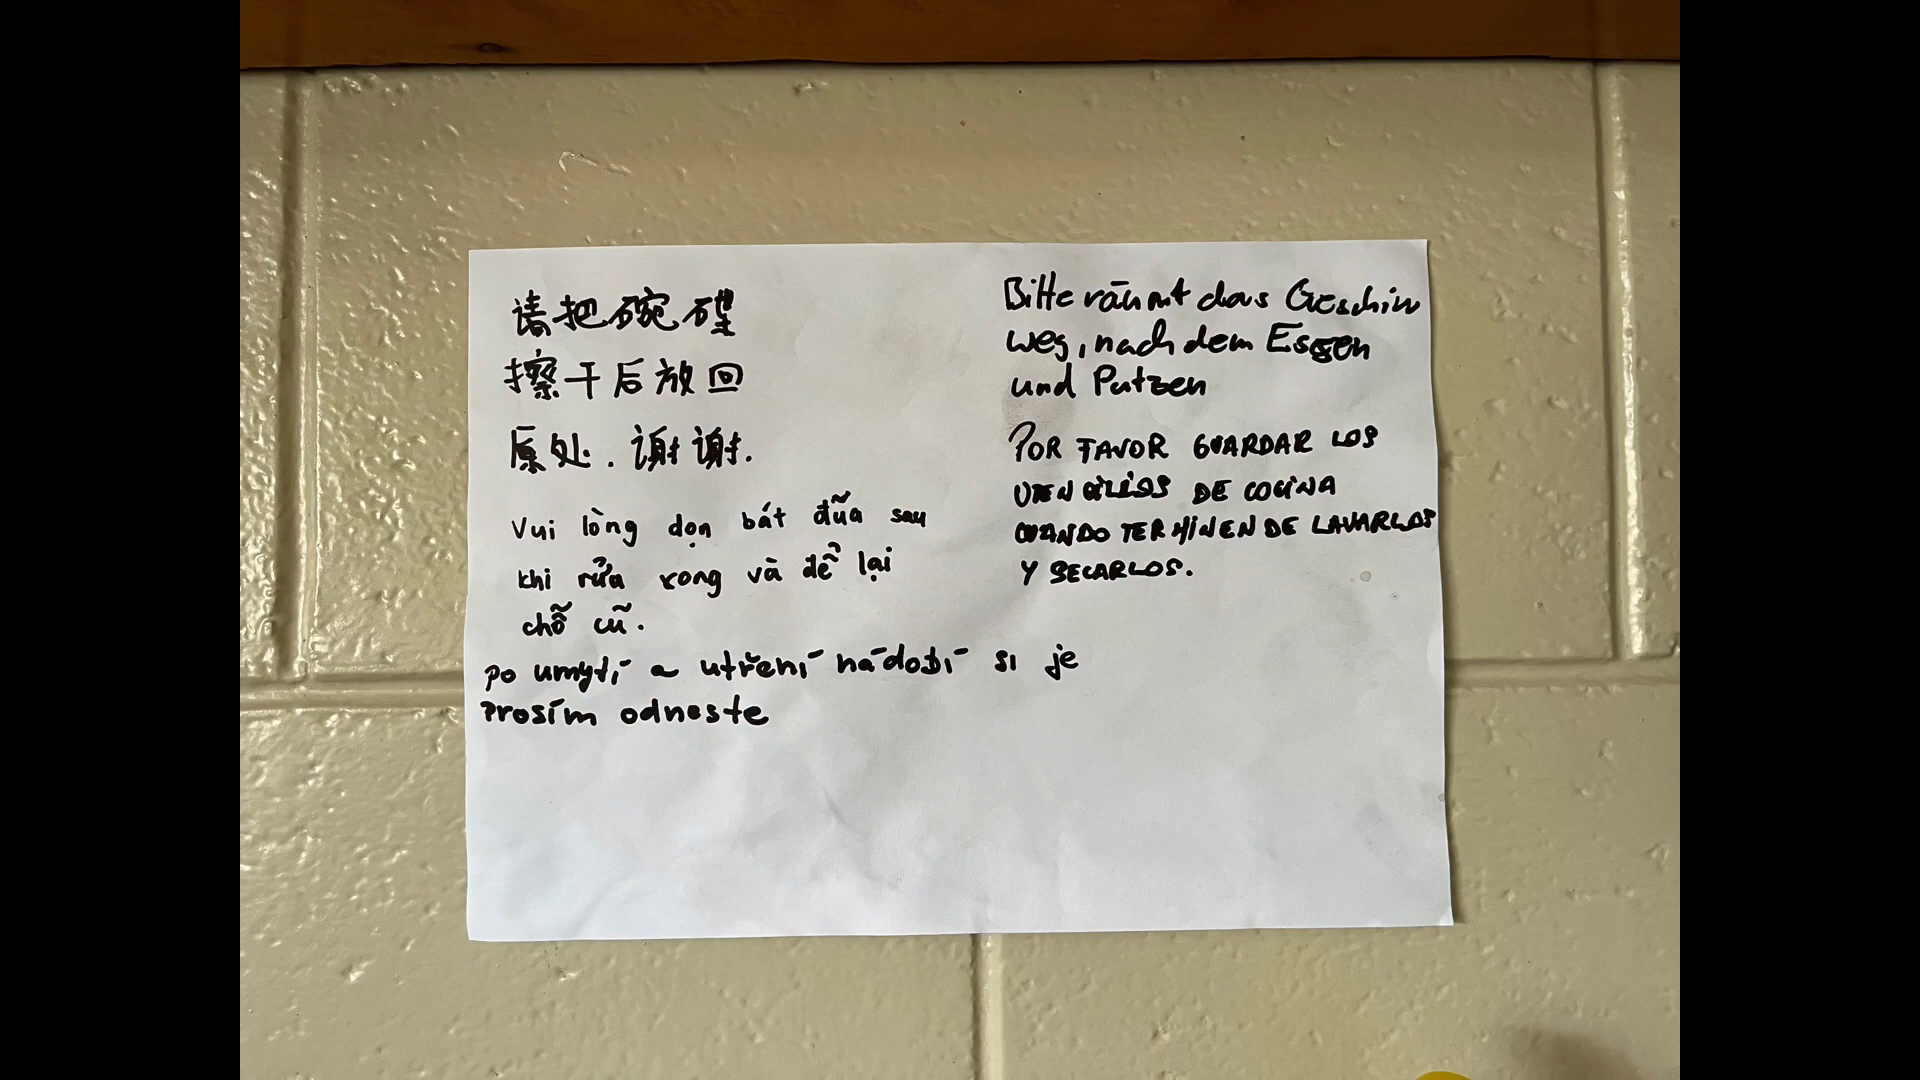 请把碗碟
擦干后放回
原处.谢谢.
Vui lòng dọn bát đũa sau
khi rửa xong và để lại
chỗ cũ.
po umytí a utření nádobí si je
prosím odneste
Bitte räumt das Geschirr
weg, nach dem Essen
und Putzen
POR FAVOR GUARDAR LOS
UTENSILIOS DE COCINA
CUANDO TERMINEN DE LAVARLOS
Y SECARLOS.